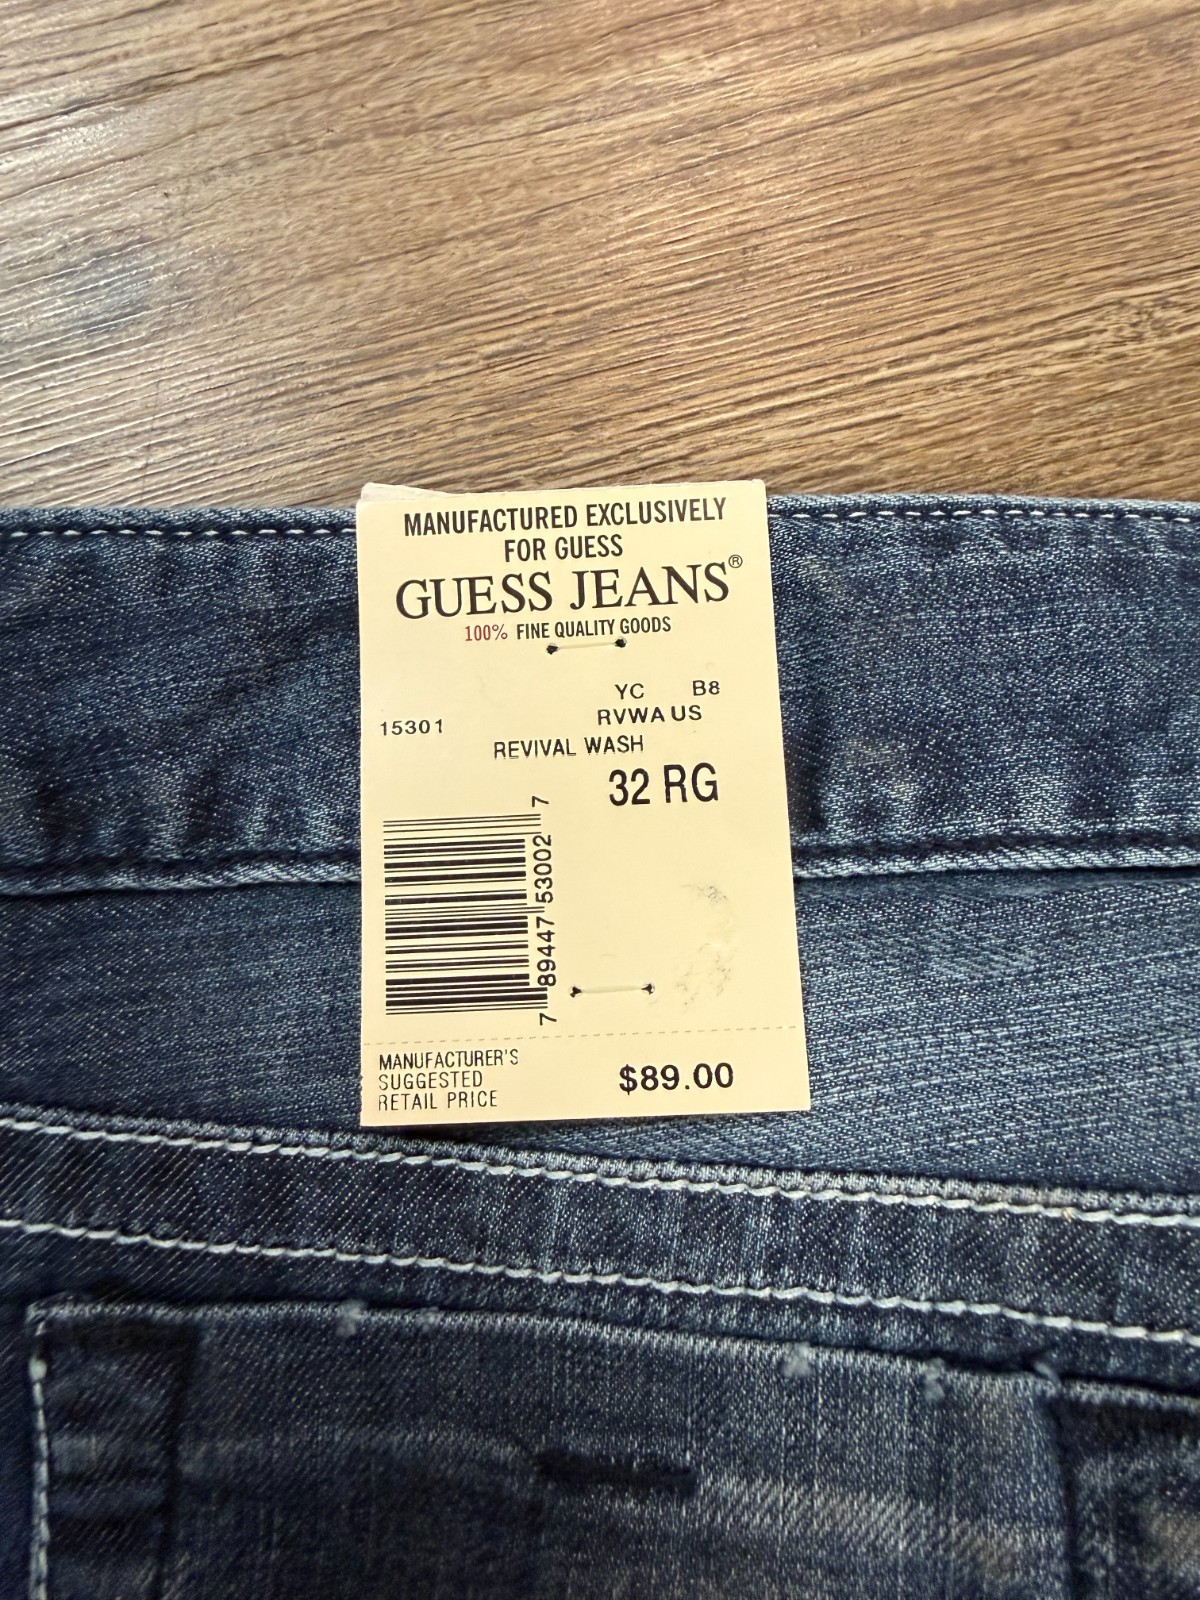 MANUFACTURED EXCLUSIVELY
FOR GUESS
GUESS JEANS®
100% FINE QUALITY GOODS
YC B8
15301 RVWA US
REVIVAL WASH
32 RG
7 89447 53002 7
MANUFACTURER'S
SUGGESTED
RETAIL PRICE
$89.00